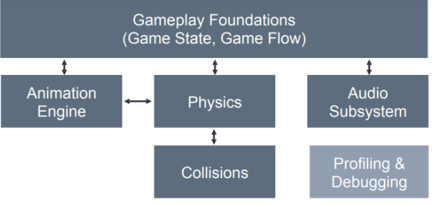 Gameplay Foundations
(Game State, Game Flow)
Animation
Engine
Physics
Audio
Subsystem
Collisions
Profiling &
Debugging